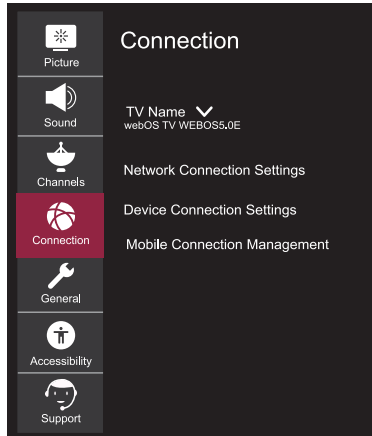 Picture
Sound
Channels
Connection
General
Accessibility
Support
Connection
TV Name
webOS TV WEBOS5.0E
Network Connection Settings
Device Connection Settings
Mobile Connection Management